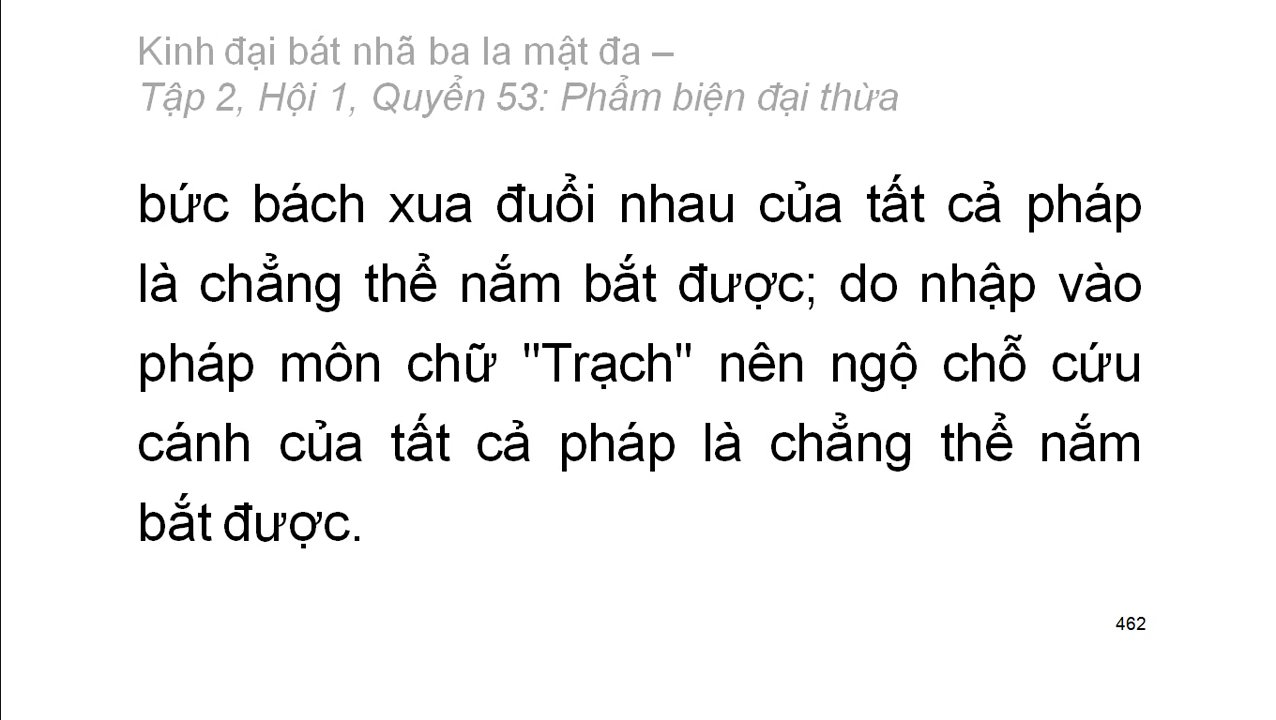 Kinh đại bát nhã ba la mật đa –
Tập 2, Hội 1, Quyển 53: Phẩm biện đại thừa
bức bách xua đuổi nhau của tất cả pháp
là chẳng thể nắm bắt được; do nhập vào
pháp môn chữ "Trạch" nên ngộ chỗ cứu
cánh của tất cả pháp là chẳng thể nắm
bắt được.
462